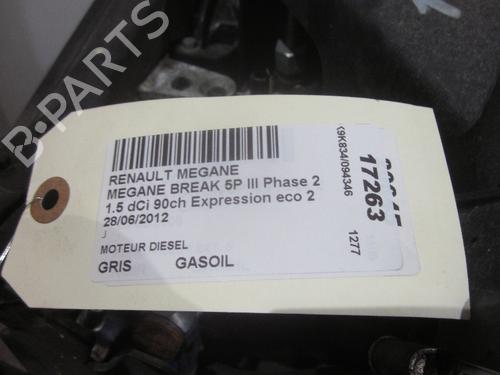 B-PARTS
RENAULT MEGANE
MEGANE BREAK 5P III Phase 2
1.5 dCi 90ch Expression eco 2
28/06/2012
J
MOTEUR DIESEL
GRIS GASOIL
K9K834/094346
17263
1277